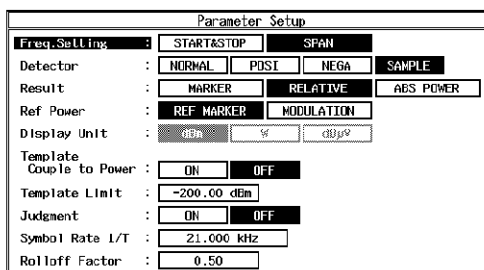 Parameter Setup
Freq.Setting : START&STOP SPAN
Detector : NORMAL POSI NEGA SAMPLE
Result : MARKER RELATIVE ABS POWER
Ref Power : REF MARKER MODULATION
Display Unit : dBm W dBμV
Template
Couple to Power : ON OFF
Template Limit : -200.00 dBm
Judgment : ON OFF
Symbol Rate 1/T : 21.000 kHz
Rolloff Factor : 0.50